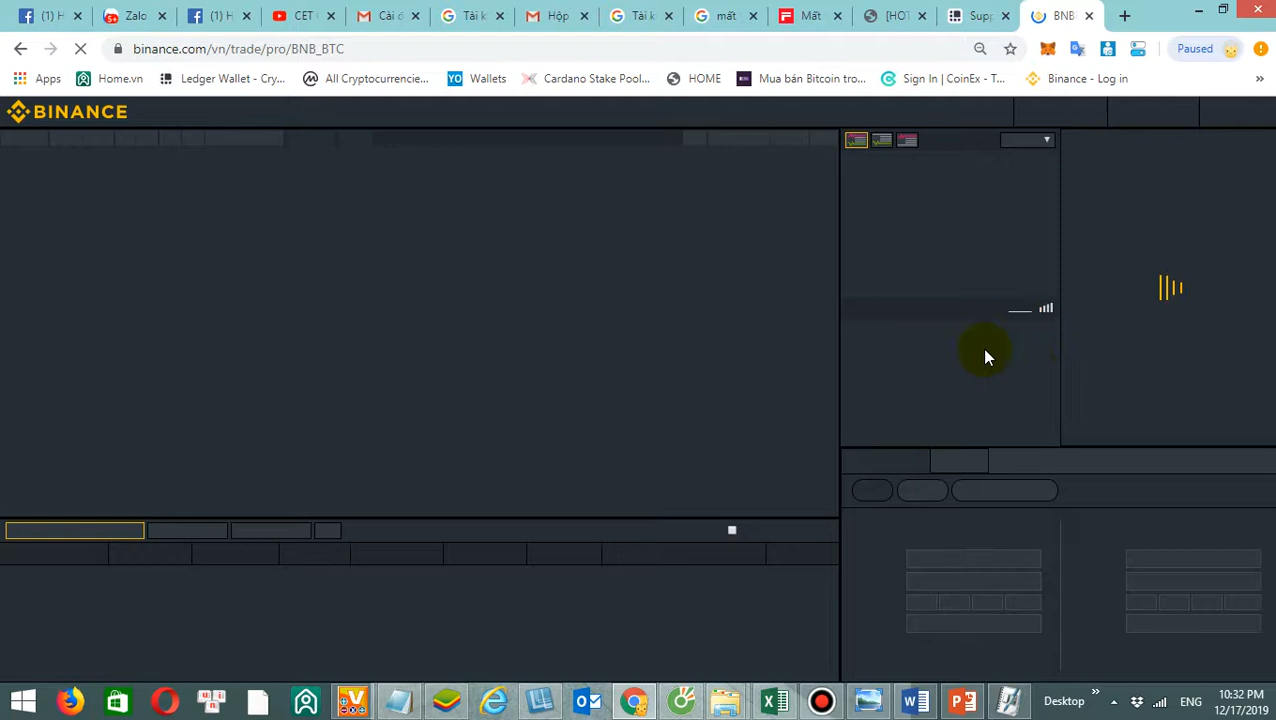 (1) H
Zalo
(1) H
CET
Cài đ
Tài k
Hộp
Tài k
mất
Mất
[HOT
Supp
BNB
binance.com/vn/trade/pro/BNB_BTC
Paused
Apps
Home.vn
Ledger Wallet - Cry...
All Cryptocurrencie...
YO
Wallets
Cardano Stake Pool...
HOME
Mua bán Bitcoin tro...
Sign In | CoinEx - T...
Binance - Log in
»
BINANCE
Desktop
ENG
10:32 PM
12/17/2019